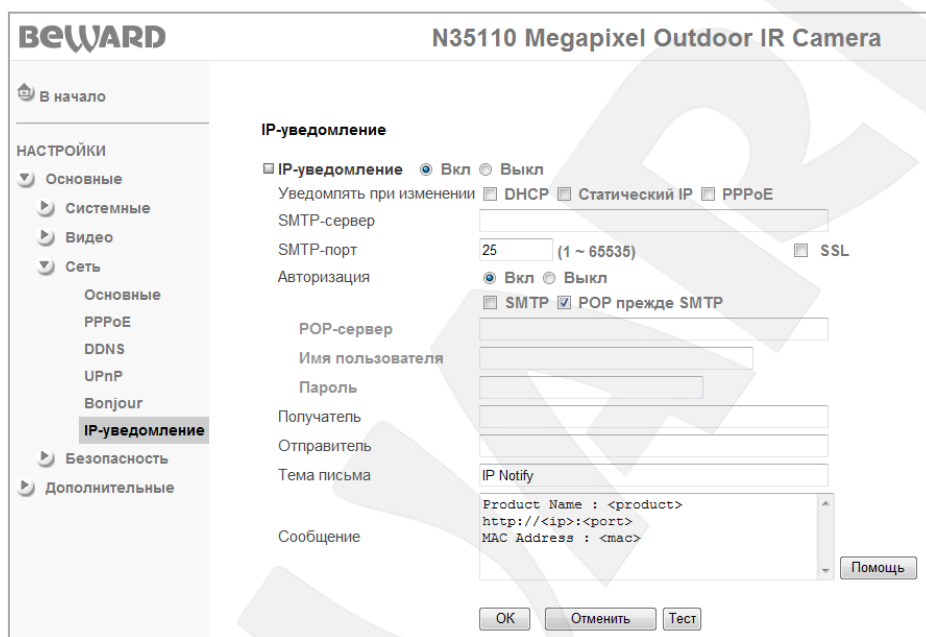 BEWARD
N35110 Megapixel Outdoor IR Camera
В начало
НАСТРОЙКИ
Основные
Системные
Видео
Сеть
Основные
PPPoE
DDNS
UPnP
Bonjour
IP-уведомление
Безопасность
Дополнительные
IP-уведомление
IP-уведомление Вкл Выкл
Уведомлять при изменении DHCP Статический IP PPPoE
SMTP-сервер
SMTP-порт 25 (1 ~ 65535) SSL
Авторизация Вкл Выкл
SMTP POP прежде SMTP
POP-сервер
Имя пользователя
Пароль
Получатель
Отправитель
Тема письма IP Notify
Сообщение
Product Name : <product>
http://<ip>:<port>
MAC Address : <mac>
Помощь
OK Отменить Тест